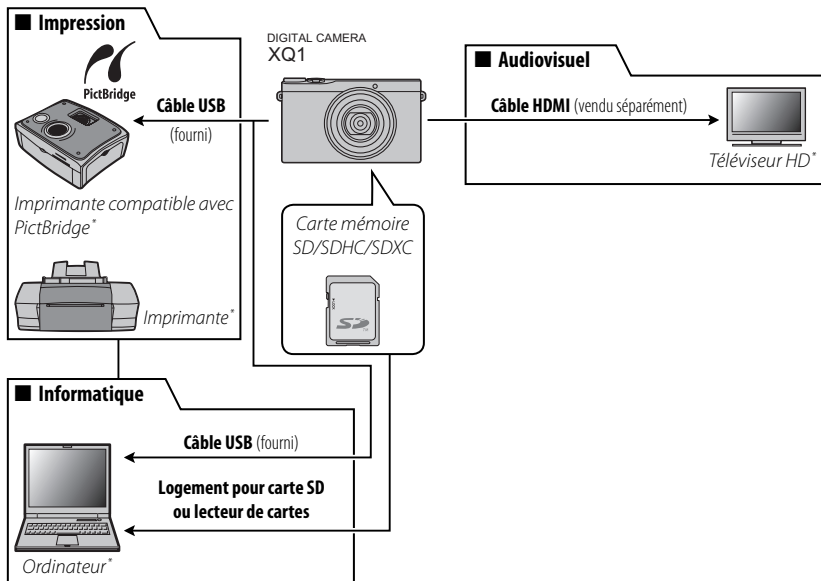 ■ Impression
PictBridge
Câble USB
(fourni)
Imprimante compatible avec
PictBridge*
Imprimante*
DIGITAL CAMERA
XQ1
Carte mémoire
SD/SDHC/SDXC
SD
■ Audiovisuel
Câble HDMI (vendu séparément)
Téléviseur HD*
■ Informatique
Câble USB (fourni)
Logement pour carte SD
ou lecteur de cartes
Ordinateur*